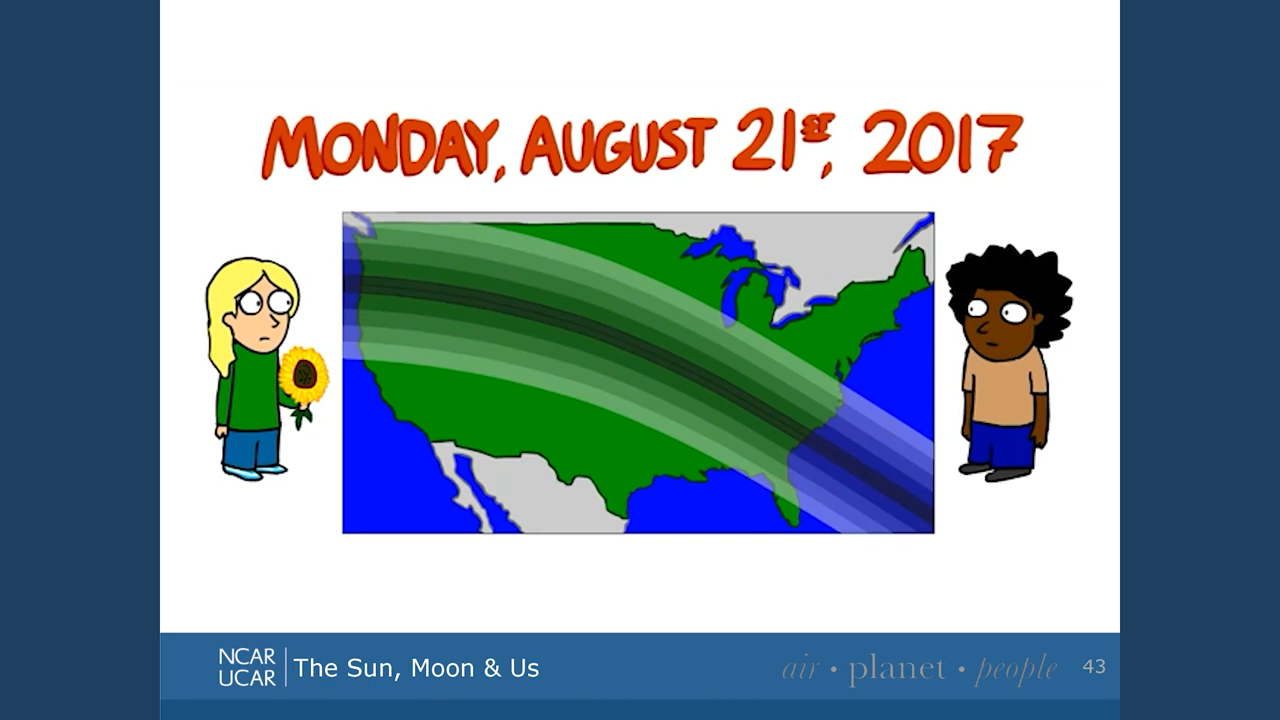 MONDAY, AUGUST 21ST, 2017
NCAR
UCAR
The Sun, Moon & Us
air • planet • people
43